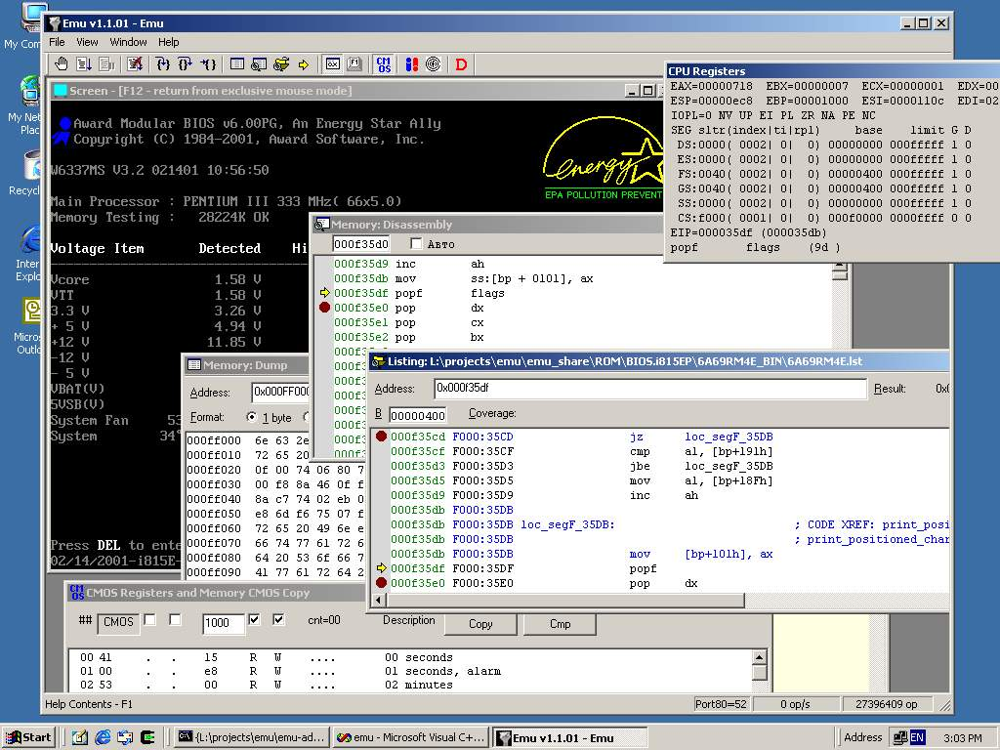 My Com
My Net
Place
Recycl
Inter
Explo
Micros
Outlo
Emu v1.1.01 - Emu
File View Window Help
Screen - [F12 - return from exclusive mouse mode]
Award Modular BIOS v6.00PG, An Energy Star Ally
Copyright (C) 1984-2001, Award Software, Inc.
energy
EPA POLLUTION PREVENT
W6337MS V3.2 021401 10:56:50
Main Processor : PENTIUM III 333 MHz( 66x5.0)
Memory Testing : 28224K OK
Voltage Item Detected Hi
Vcore 1.58 V
VTT 1.58 V
3.3 V 3.26 V
+ 5 V 4.94 V
+12 V 11.85 V
-12 V
- 5 V
VBAT(V)
5VSB(V)
System Fan 53
System 34°
Press DEL to ente
02/14/2001-i815E-
CPU Registers
EAX=00000718 EBX=00000007 ECX=00000001 EDX=00
ESP=00000ec8 EBP=00001000 ESI=0000110c EDI=02
IOPL=0 NV UP EI PL ZR NA PE NC
SEG sltr(index|ti|rpl) base limit G D
DS:0000( 0002| 0| 0) 00000000 000fffff 1 0
ES:0000( 0002| 0| 0) 00000000 000fffff 1 0
FS:0040( 0002| 0| 0) 00000400 000fffff 1 0
GS:0040( 0002| 0| 0) 00000400 000fffff 1 0
SS:0000( 0002| 0| 0) 00000000 000fffff 1 0
CS:f000( 0001| 0| 0) 000f0000 0000ffff 0 0
EIP=000035df (000035db)
popf flags (9d )
Memory: Disassembly
000f35d0 Авто
000f35d9 inc ah
000f35db mov ss:[bp + 0101], ax
000f35df popf flags
000f35e0 pop dx
000f35e1 pop cx
000f35e2 pop bx
Memory: Dump
Address: 0x000FF000
Format: 1 byte
000ff000 6e 63 2e
000ff010 72 65 20
000ff020 0f 00 74 06 80 7
000ff030 00 f8 8a 46 0f f
000ff040 8a c7 74 02 eb 0
000ff050 e8 6d f6 75 07 f
000ff060 72 65 20 49 6e e
000ff070 66 74 77 61 72 6
000ff080 64 20 53 6f 66 7
000ff090 41 77 61 72 64 2
Listing: L:\projects\emu\emu_share\ROM\BIOS.i815EP\6A69RM4E_BIN\6A69RM4E.lst
Address: 0x000f35df Result: 0x0
B 00000400 Coverage:
000f35cd F000:35CD jz loc_segF_35DB
000f35cf F000:35CF cmp al, [bp+191h]
000f35d3 F000:35D3 jbe loc_segF_35DB
000f35d5 F000:35D5 mov al, [bp+18Fh]
000f35d9 F000:35D9 inc ah
000f35db F000:35DB
000f35db F000:35DB loc_segF_35DB: ; CODE XREF: print_posi
000f35db F000:35DB ; print_positioned_char
000f35db F000:35DB mov [bp+101h], ax
000f35df F000:35DF popf
000f35e0 F000:35E0 pop dx
CMOS Registers and Memory CMOS Copy
## CMOS 1000 cnt=00 Description Copy Cmp
00 41 . . 15 R W .... 00 seconds
01 00 . . e8 R W .... 01 seconds, alarm
02 53 . . 00 R W .... 02 minutes
Help Contents - F1 Port80=52 0 op/s 27396409 op
Start {L:\projects\emu\emu-ad... emu - Microsoft Visual C+... Emu v1.1.01 - Emu Address EN 3:03 PM